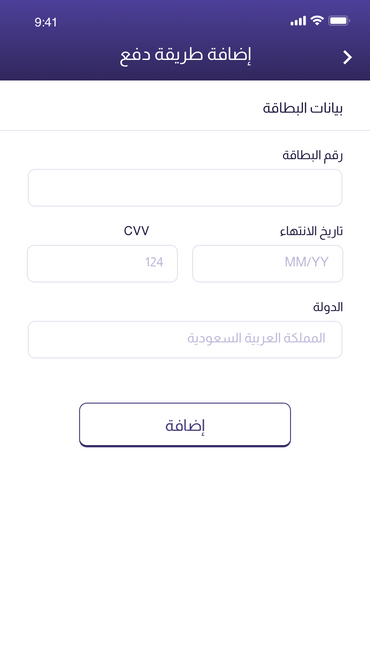 9:41
إضافة طريقة دفع
بيانات البطاقة
رقم البطاقة
تاريخ الانتهاء CVV
MM/YY 124
الدولة
المملكة العربية السعودية
إضافة